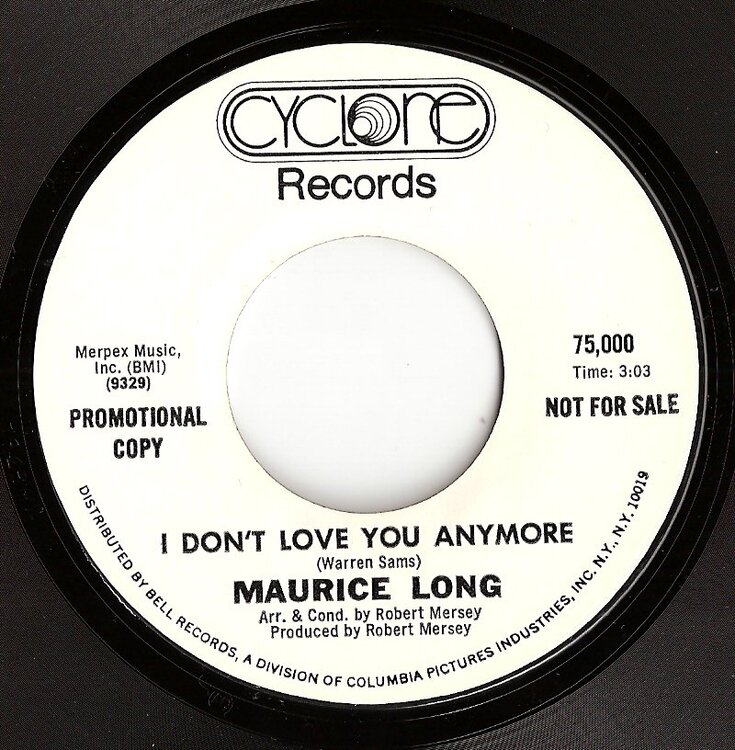 CYCLONE
Records
Merpex Music,
Inc. (BMI)
(9329)
PROMOTIONAL
COPY
75,000
Time: 3:03
NOT FOR SALE
I DON'T LOVE YOU ANYMORE
(Warren Sams)
MAURICE LONG
Arr. & Cond. by Robert Mersey
Produced by Robert Mersey
DISTRIBUTED BY BELL RECORDS, A DIVISION OF COLUMBIA PICTURES INDUSTRIES, INC. N.Y., N.Y. 10019